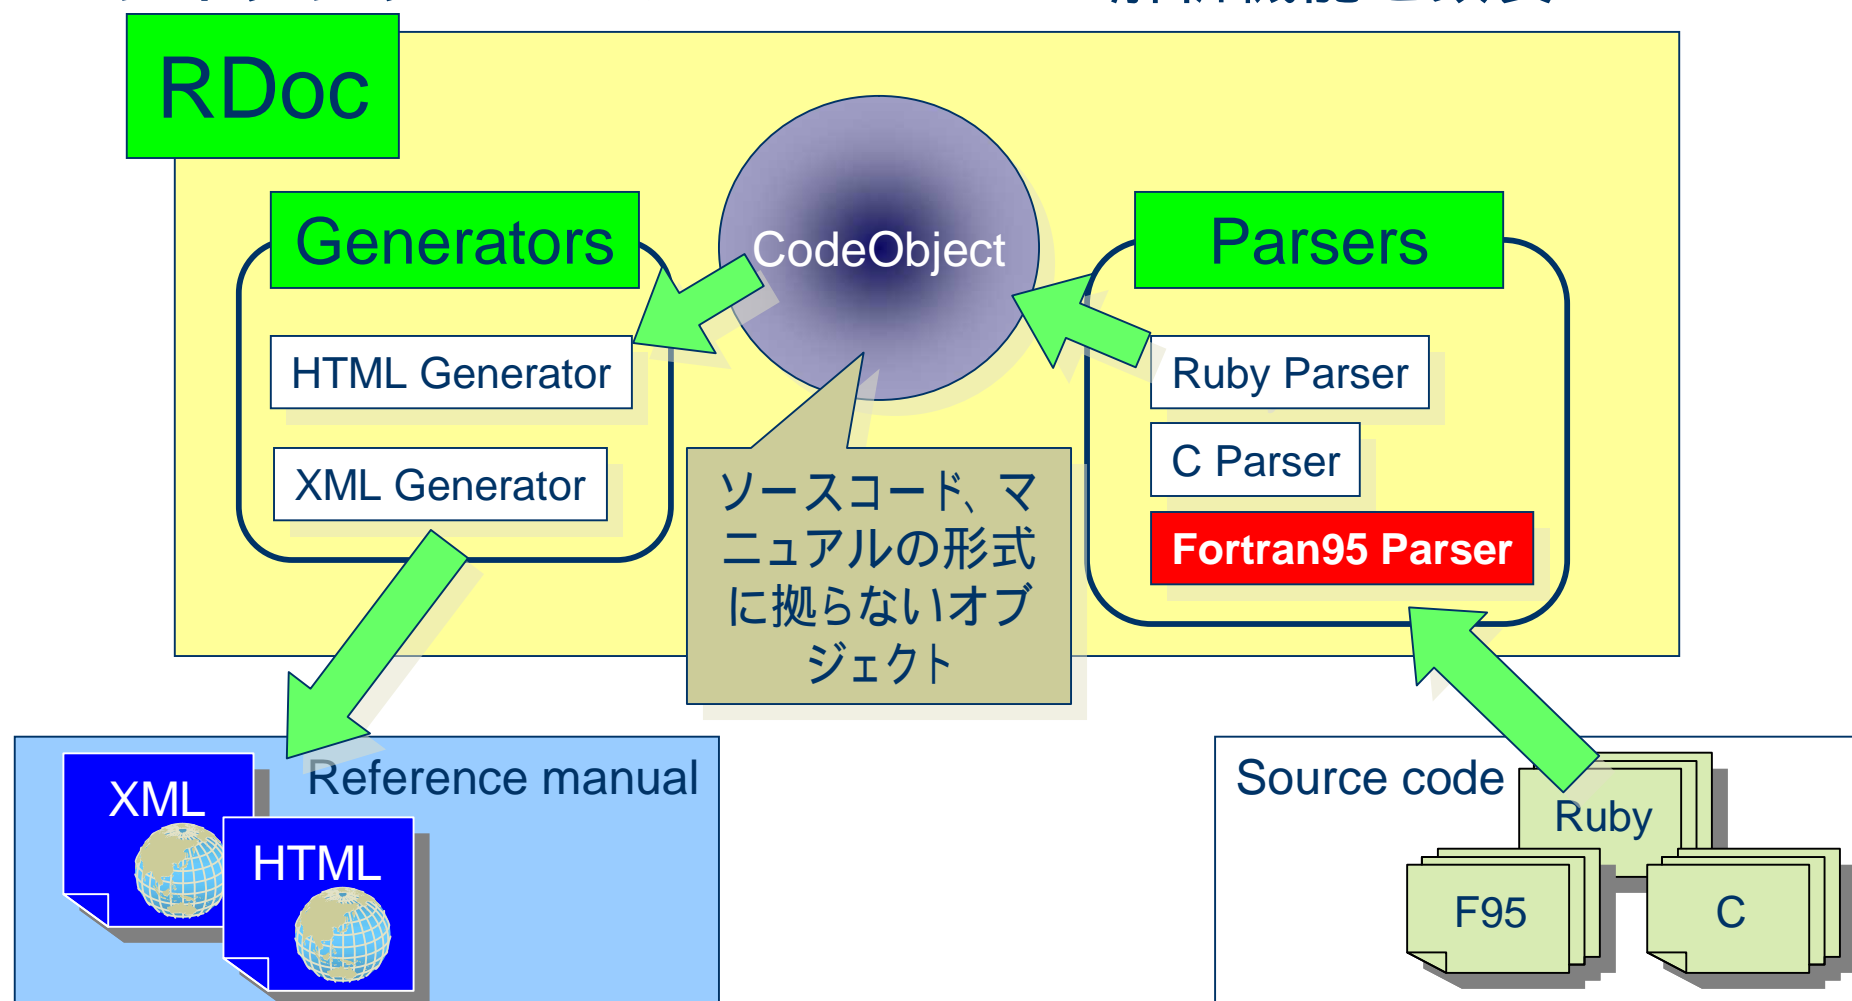 RDoc
Generators
CodeObject
Parsers
HTML Generator
XML Generator
Ruby Parser
C Parser
Fortran95 Parser
ソースコード、マ
ニュアルの形式
に拠らないオブ
ジェクト
Reference manual
XML
HTML
Source code
Ruby
F95
C